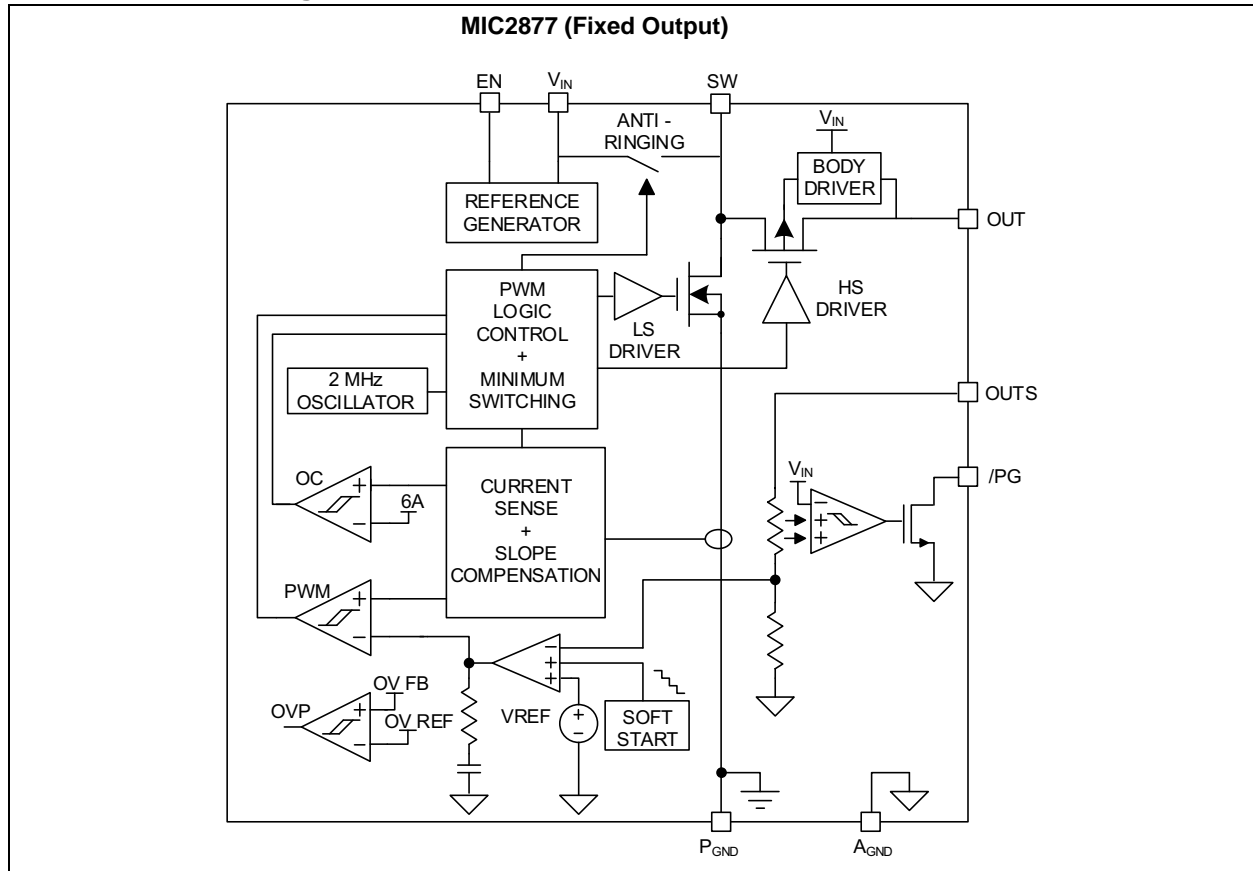 MIC2877 (Fixed Output)
EN
VIN
SW
ANTI -
RINGING
VIN
BODY
DRIVER
REFERENCE
GENERATOR
OUT
PWM
LOGIC
CONTROL
+
MINIMUM
SWITCHING
LS
DRIVER
HS
DRIVER
2 MHz
OSCILLATOR
OUTS
OC
+
6A
−
CURRENT
SENSE
+
SLOPE
COMPENSATION
VIN
−
+
+
/PG
PWM
+
−
−
+
+
OVP
OV FB
+
OV REF
−
VREF
+
−
SOFT
START
PGND
AGND